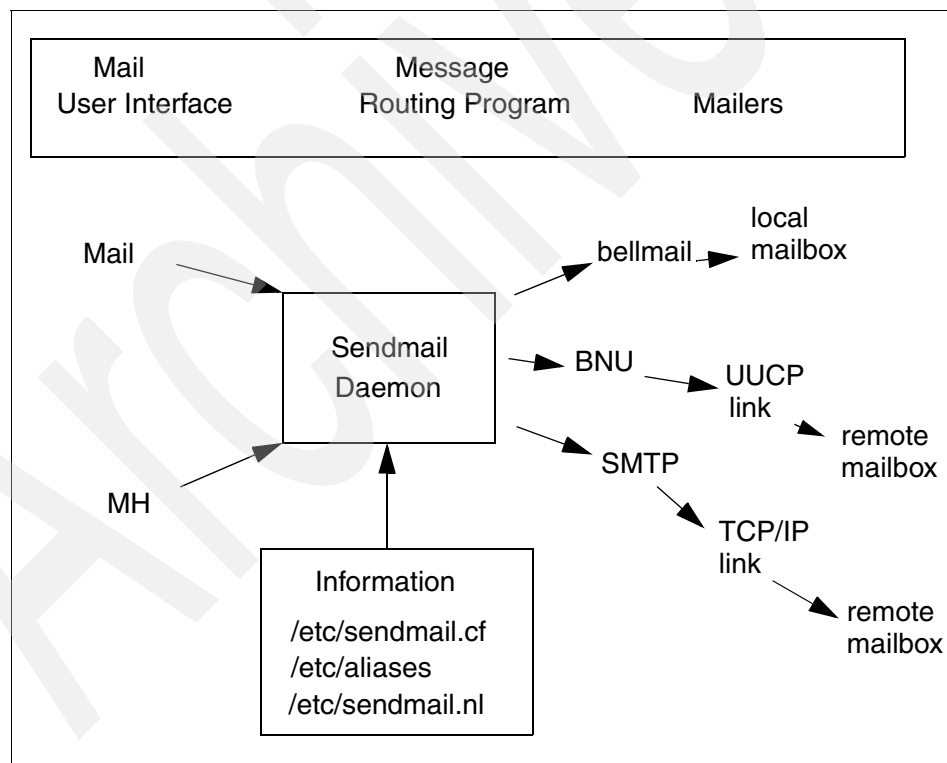 Mail
User Interface
Message
Routing Program
Mailers
Mail
MH
Sendmail
Daemon
Information
/etc/sendmail.cf
/etc/aliases
/etc/sendmail.nl
bellmail
local
mailbox
BNU
UUCP
link
remote
mailbox
SMTP
TCP/IP
link
remote
mailbox
Archive